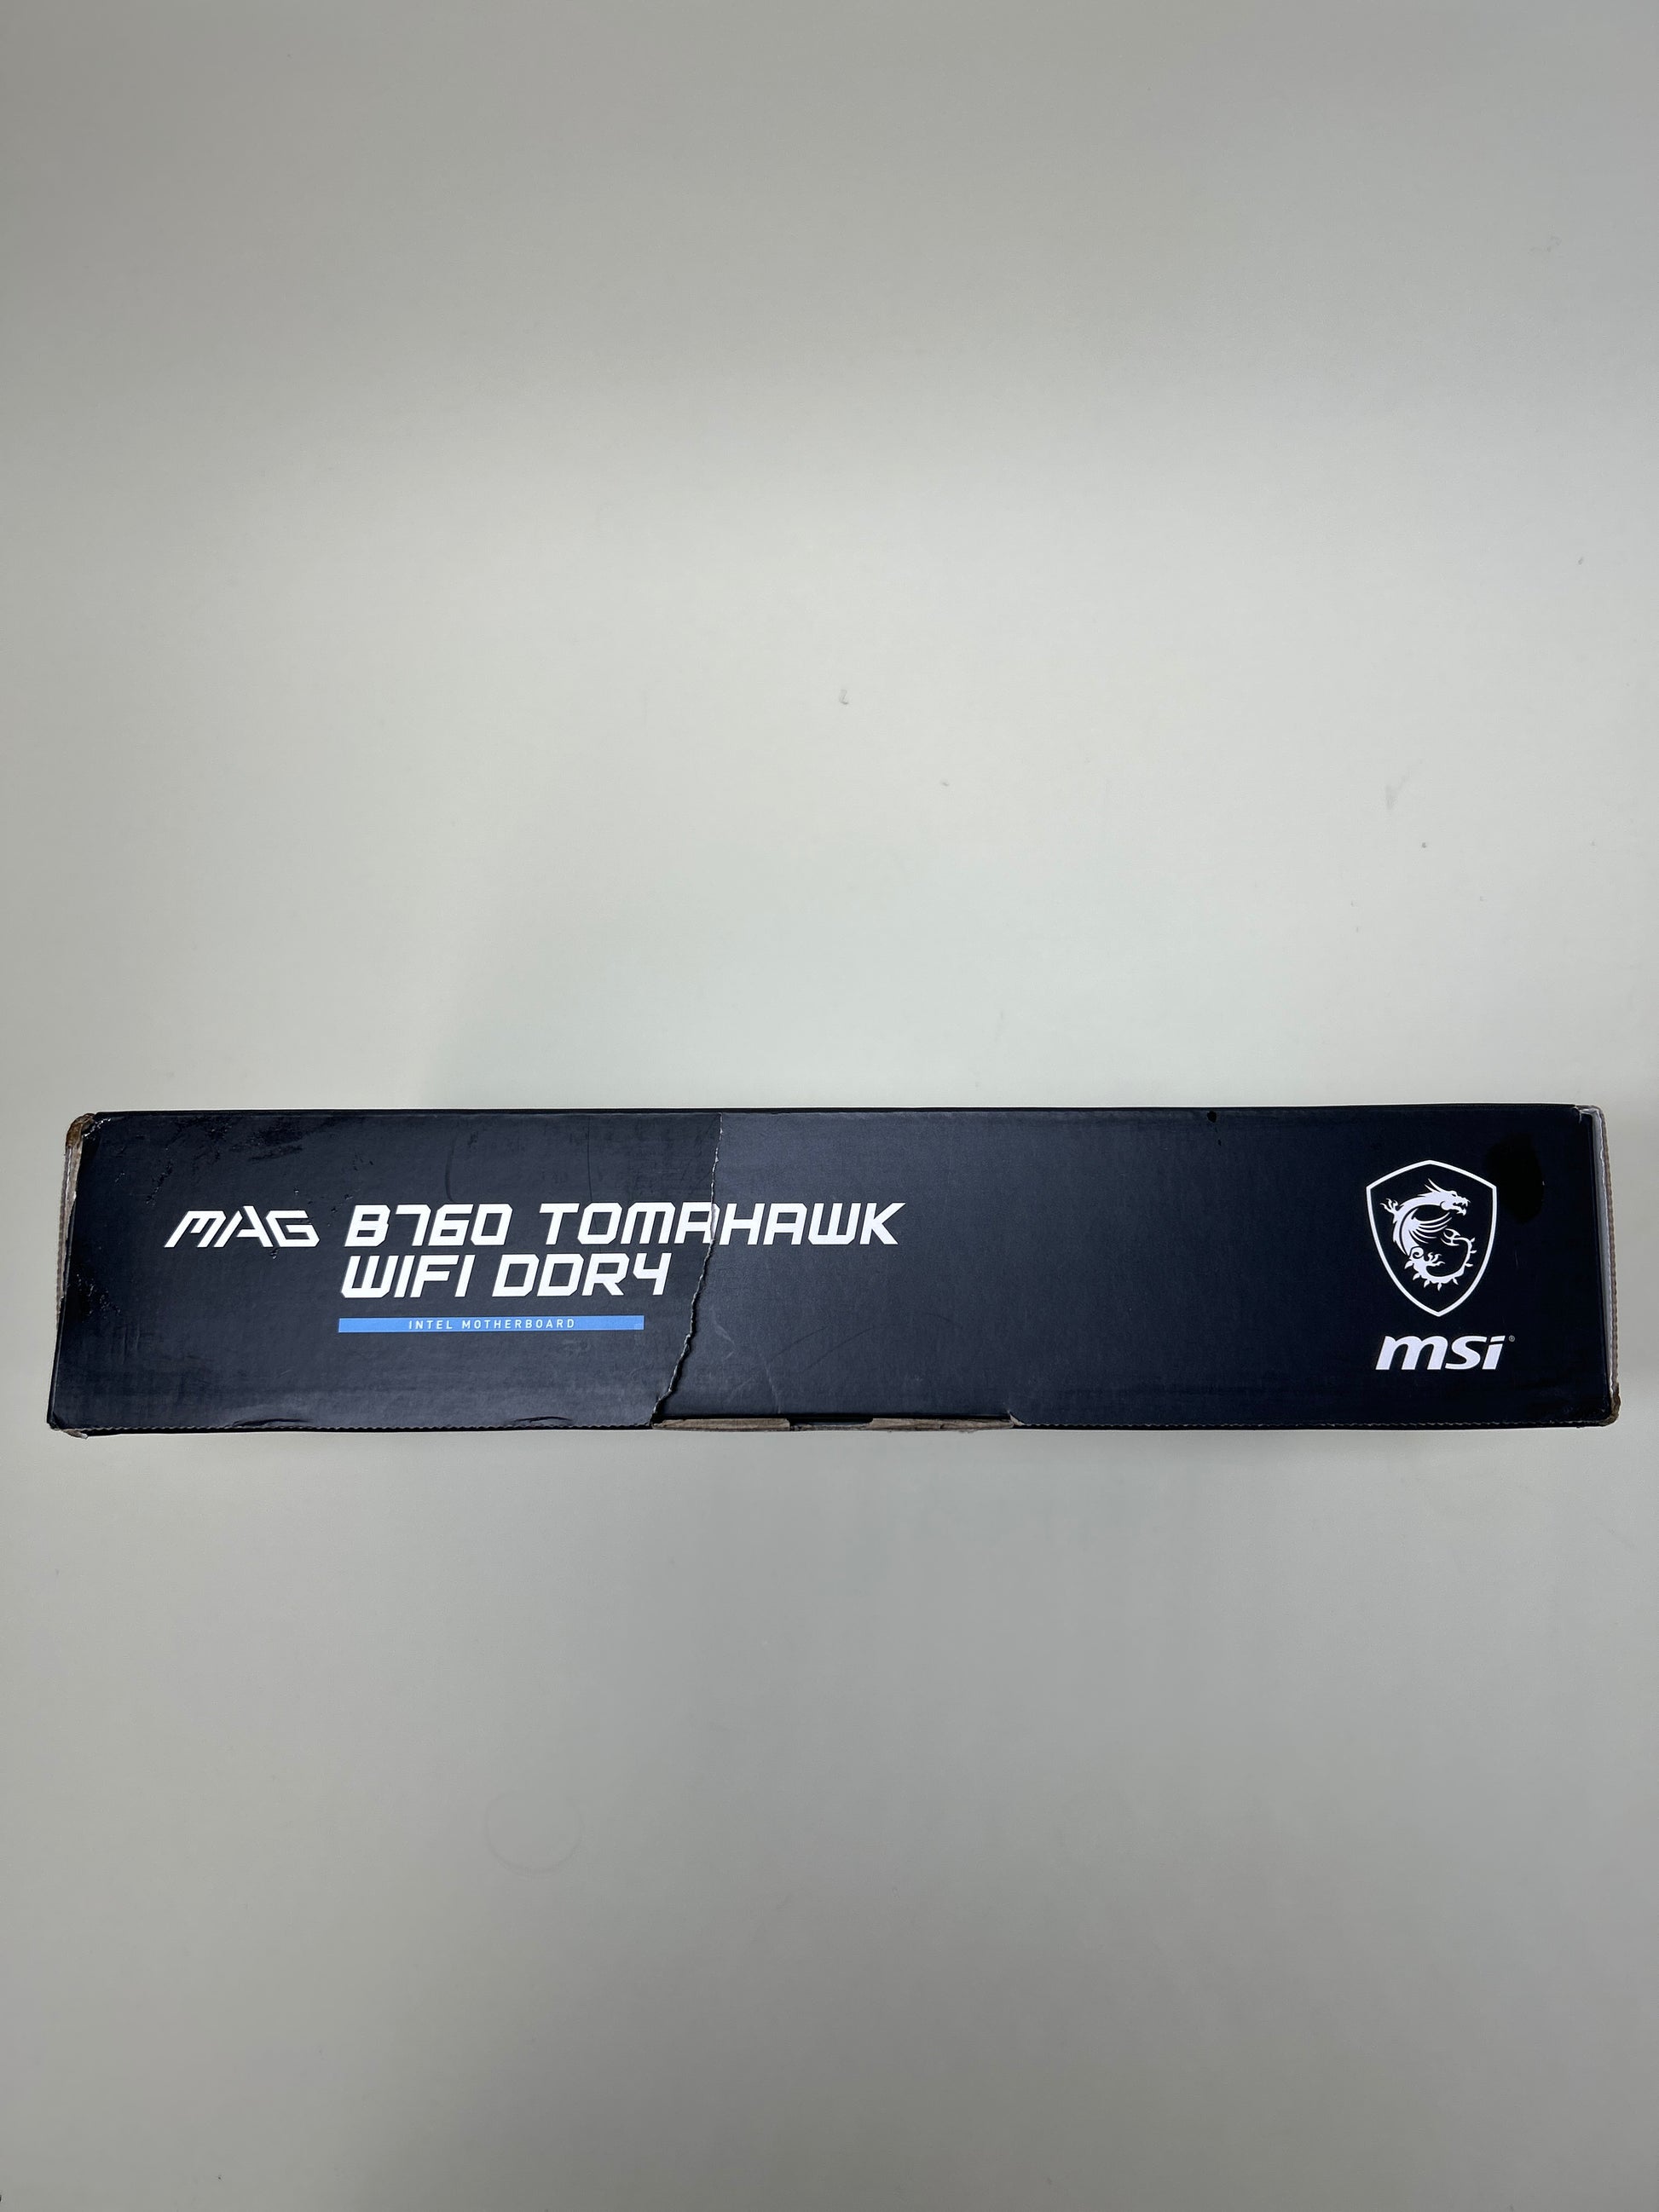 MAG B760 TOMAHAWK
WIFI DDR4
INTEL MOTHERBOARD
msi®